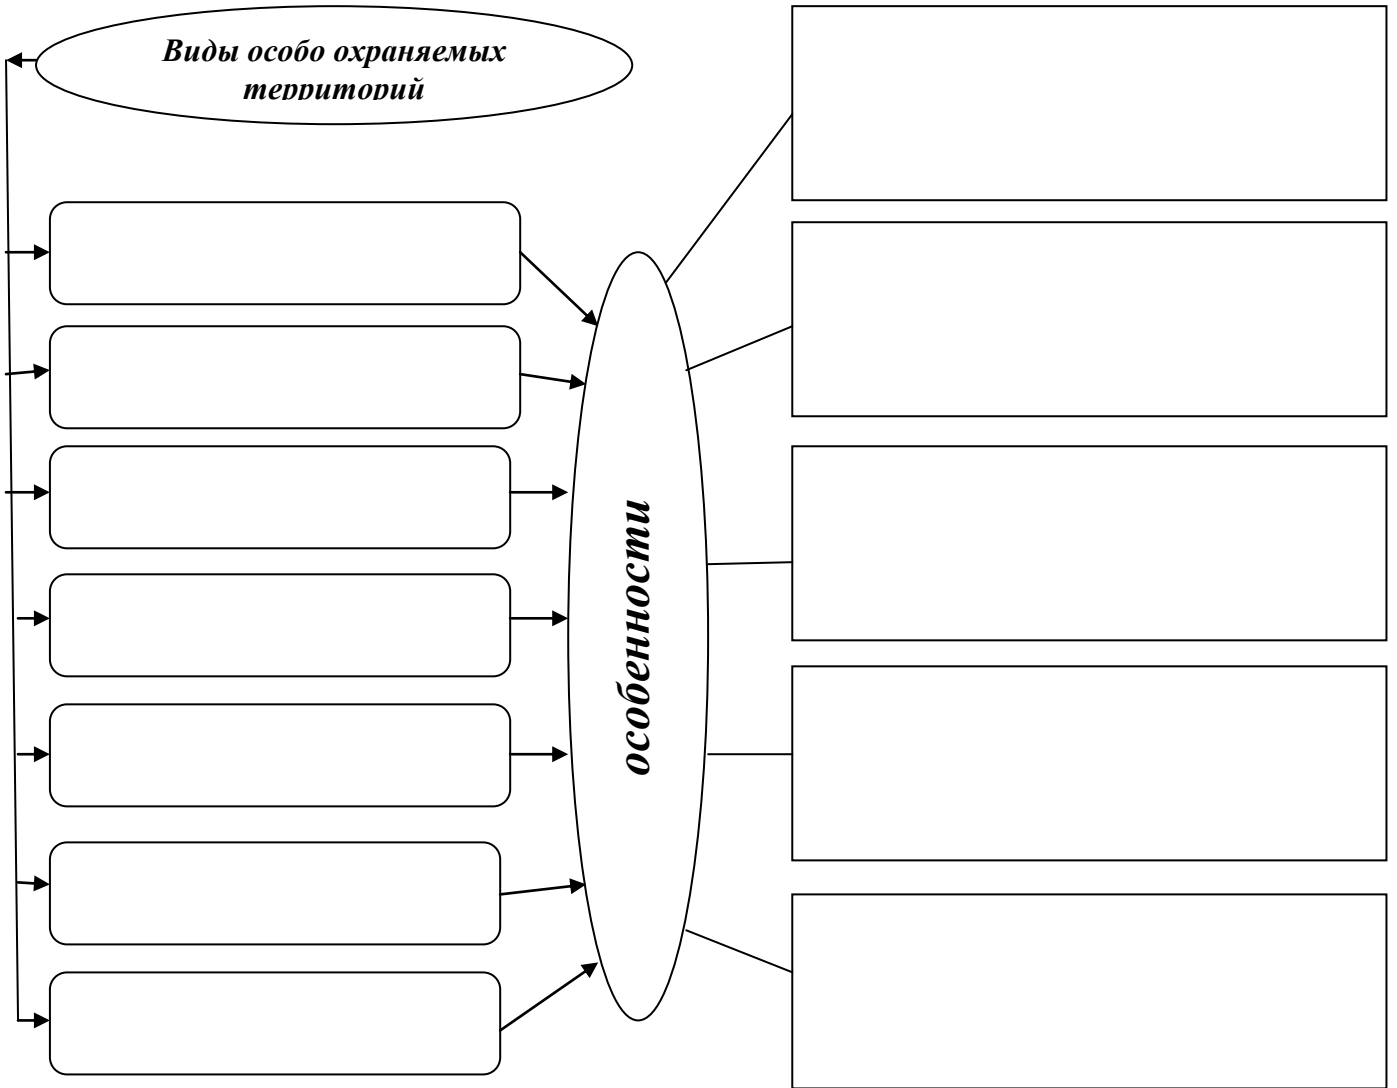 Виды особо охраняемых
территорий
особенности